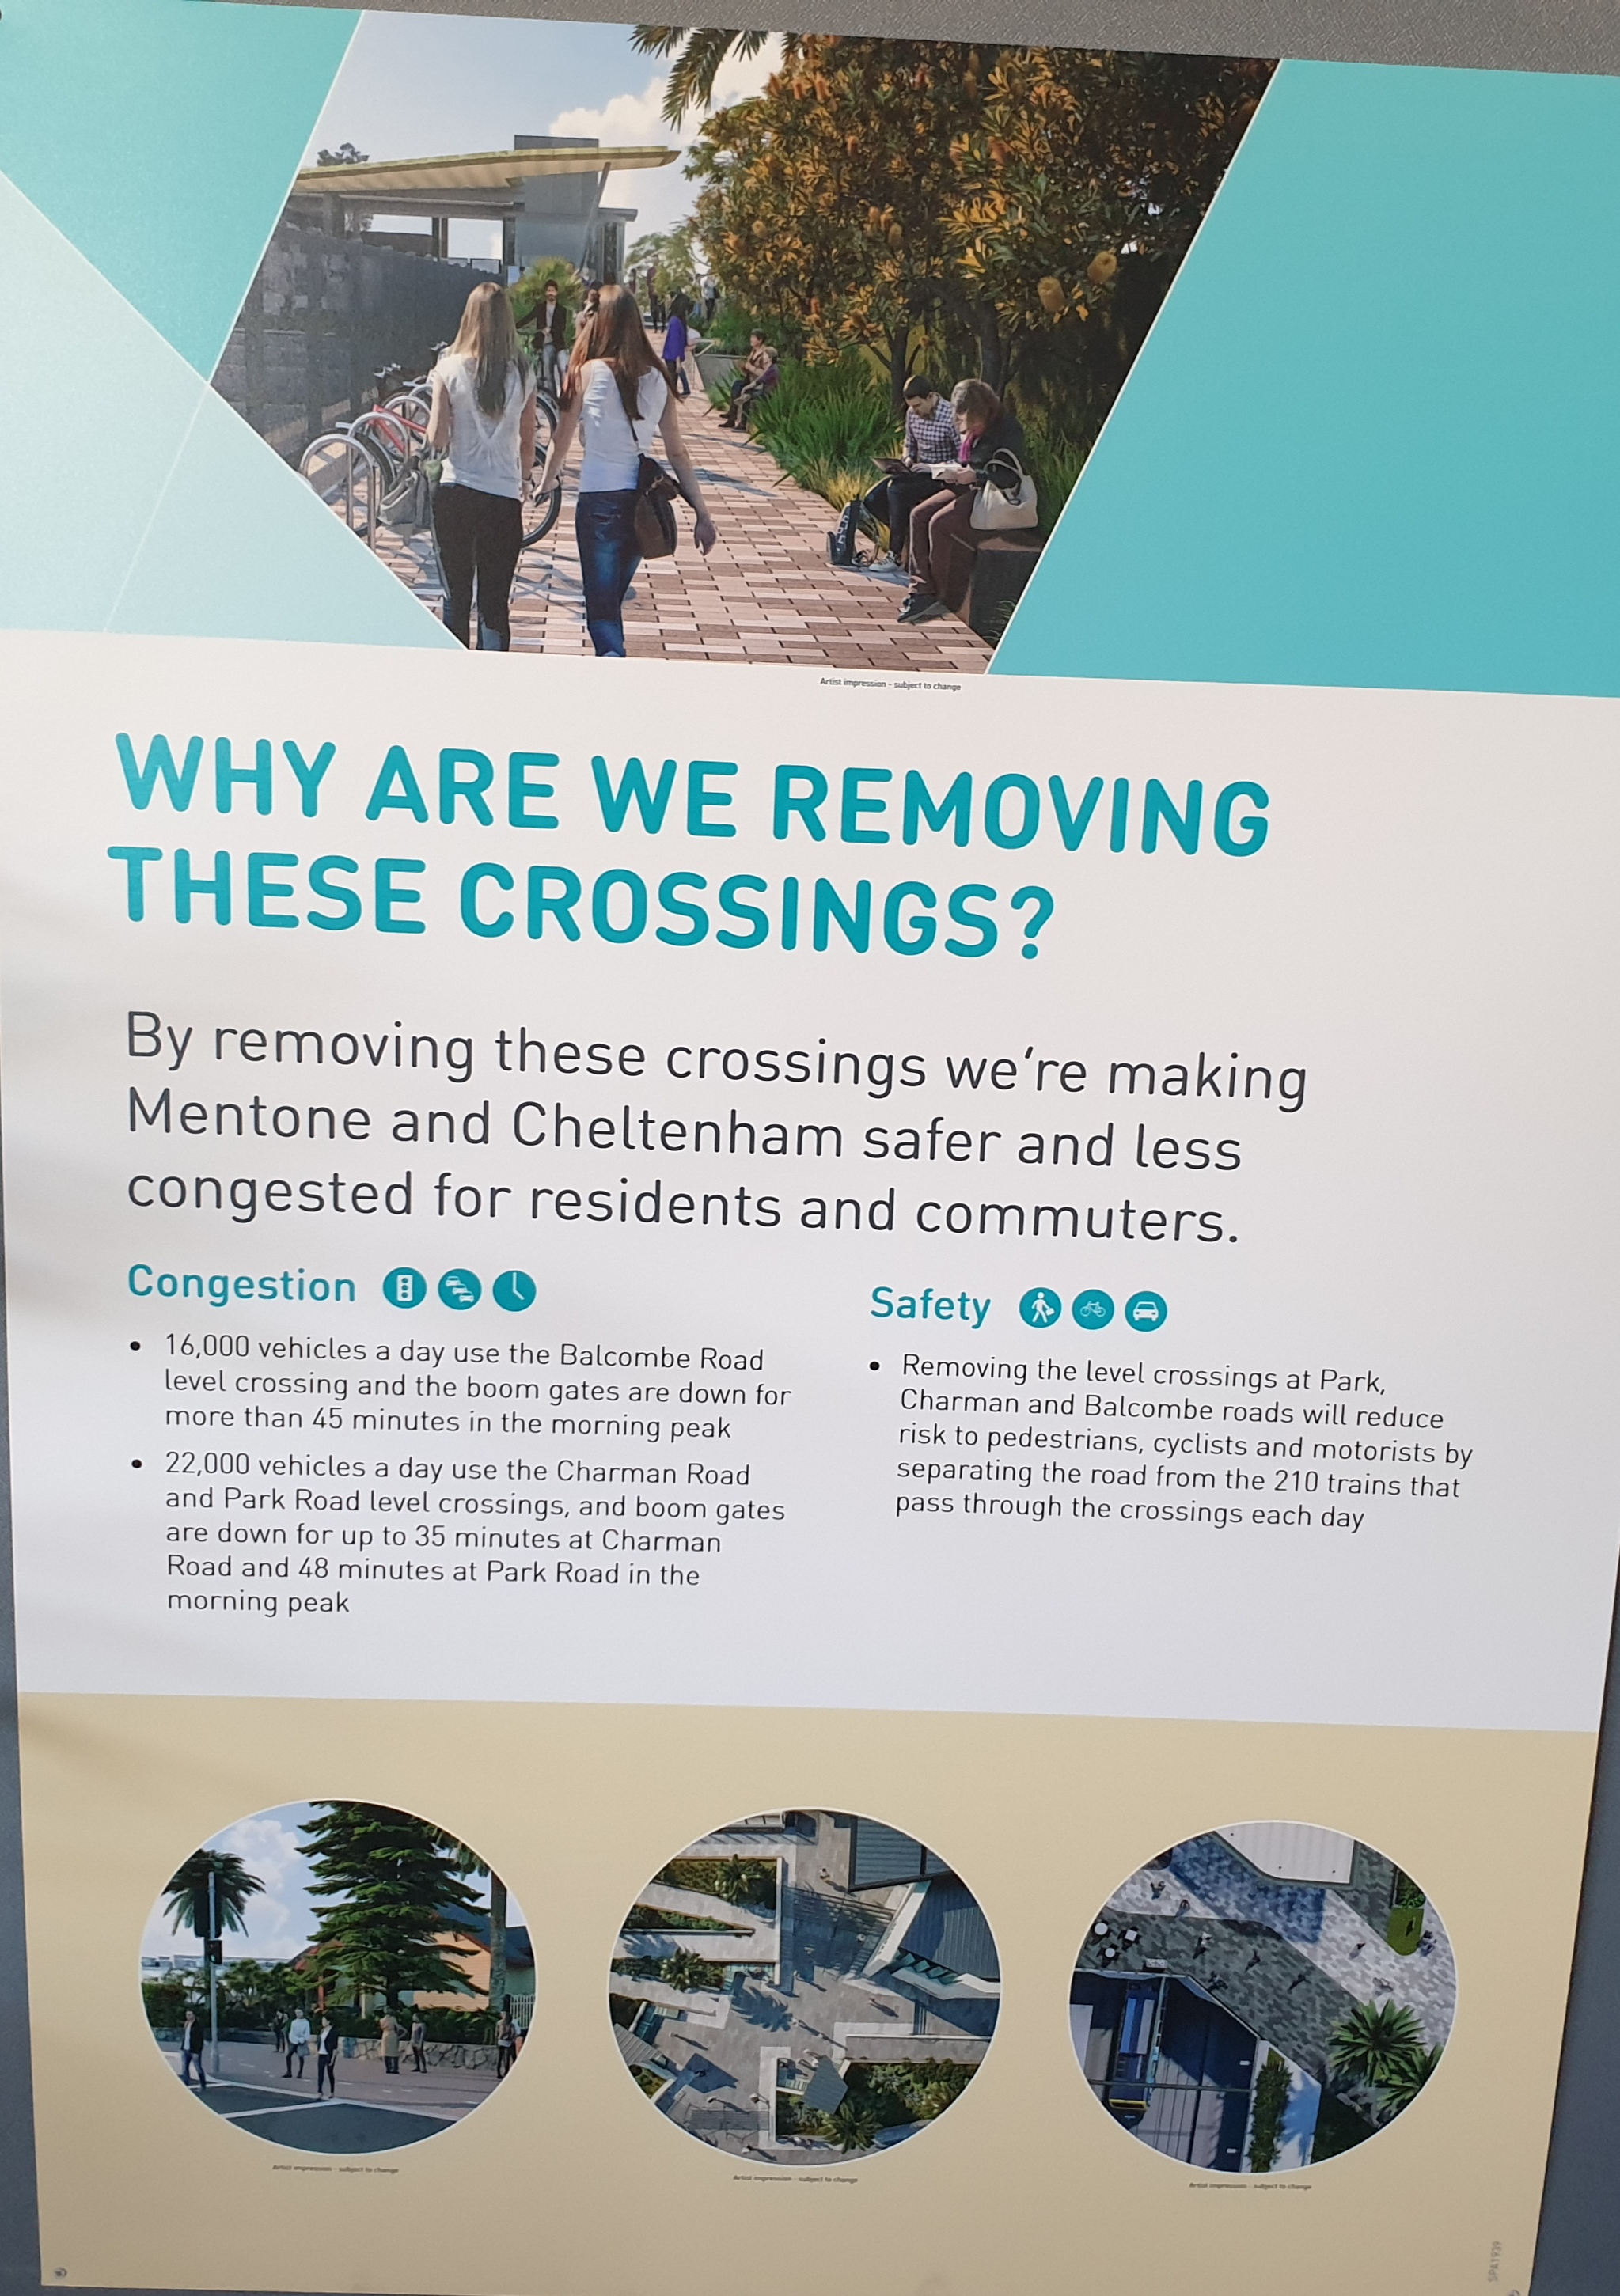 Artist impression - subject to change
WHY ARE WE REMOVING
THESE CROSSINGS?
By removing these crossings we're making
Mentone and Cheltenham safer and less
congested for residents and commuters.
Congestion
• 16,000 vehicles a day use the Balcombe Road
level crossing and the boom gates are down for
more than 45 minutes in the morning peak
• 22,000 vehicles a day use the Charman Road
and Park Road level crossings, and boom gates
are down for up to 35 minutes at Charman
Road and 48 minutes at Park Road in the
morning peak
Safety
• Removing the level crossings at Park,
Charman and Balcombe roads will reduce
risk to pedestrians, cyclists and motorists by
separating the road from the 210 trains that
pass through the crossings each day
Artist impression - subject to change
Artist impression - subject to change
Artist impression - subject to change
SPA1939